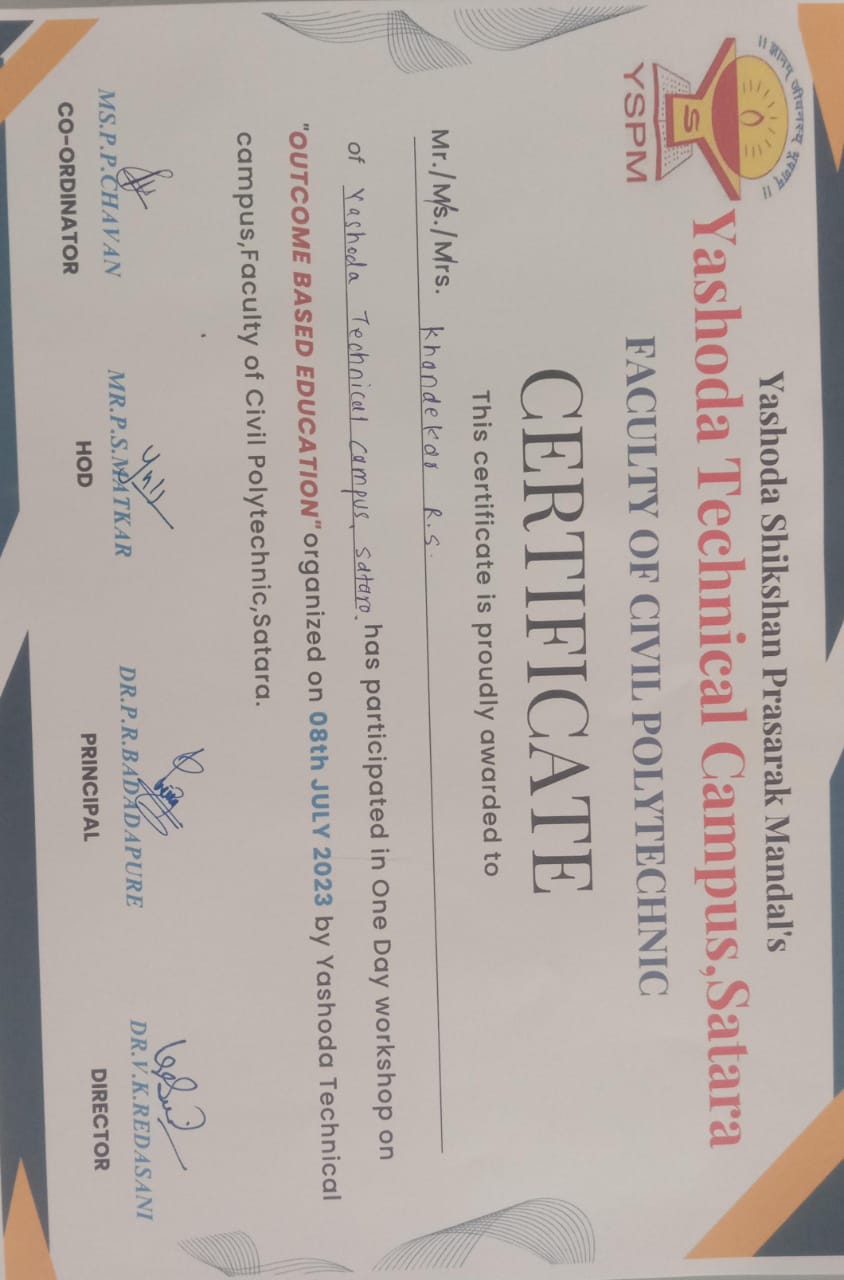 ॥ ज्ञानम् जीवनस्य इंधनम् ॥
YSPM
Yashoda Shikshan Prasarak Mandal's
Yashoda Technical Campus,Satara
FACULTY OF CIVIL POLYTECHNIC
CERTIFICATE
This certificate is proudly awarded to
Mr./M/s./Mrs. Khandekar R.S.
of Yashoda Technical Campus, Satara. has participated in One Day workshop on
"OUTCOME BASED EDUCATION" organized on 08th JULY 2023 by Yashoda Technical
campus,Faculty of Civil Polytechnic,Satara.
MS.P.P.CHAVAN
CO-ORDINATOR
MR.P.S.MATKAR
HOD
DR.P.R.BADADAPURE
PRINCIPAL
DR.V.K.REDASANI
DIRECTOR